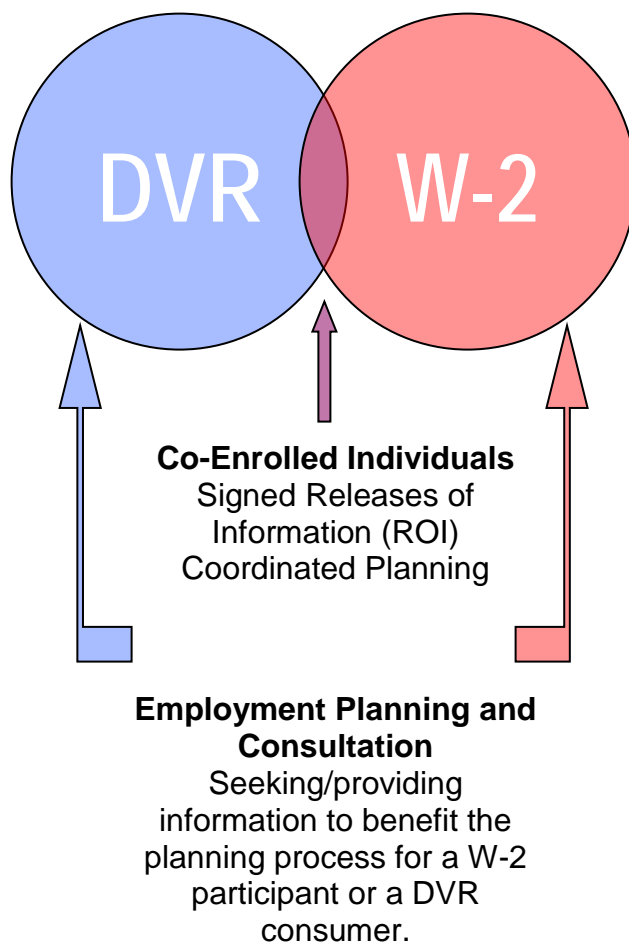 DVR W-2
Co-Enrolled Individuals
Signed Releases of
Information (ROI)
Coordinated Planning
Employment Planning and
Consultation
Seeking/providing
information to benefit the
planning process for a W-2
participant or a DVR
consumer.